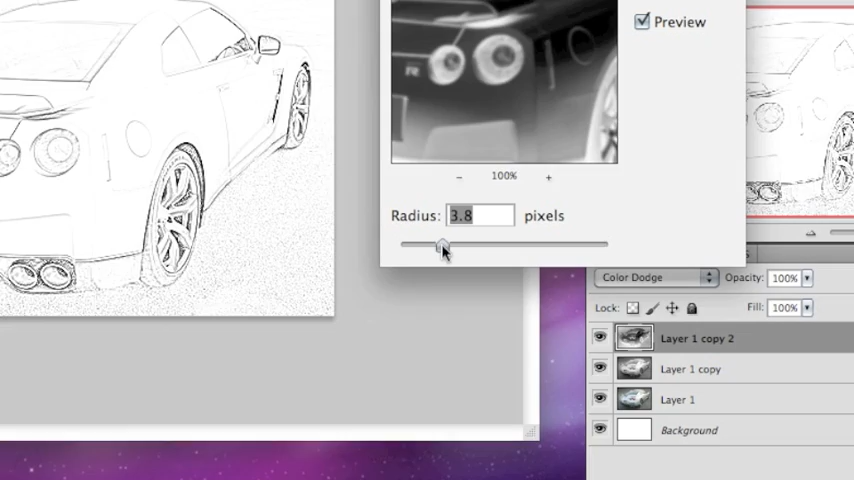 Preview
R
− 100% +
Radius: 3.8 pixels
Color Dodge Opacity: 100%
Lock: Fill: 100%
Layer 1 copy 2
Layer 1 copy
Layer 1
Background